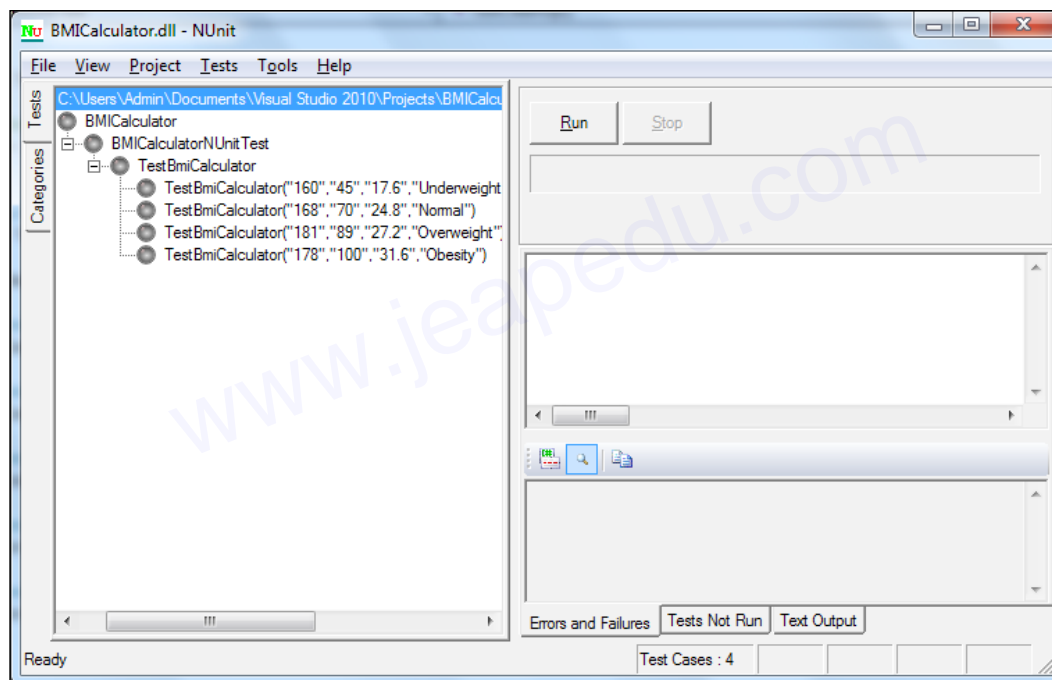 NU BMICalculator.dll - NUnit
File View Project Tests Tools Help
Tests
Categories
C:\Users\Admin\Documents\Visual Studio 2010\Projects\BMICalcu
BMICalculator
BMICalculatorNUnitTest
TestBmiCalculator
TestBmiCalculator("160","45","17.6","Underweight
TestBmiCalculator("168","70","24.8","Normal")
TestBmiCalculator("181","89","27.2","Overweight"
TestBmiCalculator("178","100","31.6","Obesity")
Run Stop
Errors and Failures Tests Not Run Text Output
Ready
Test Cases : 4
www.jeapedu.com